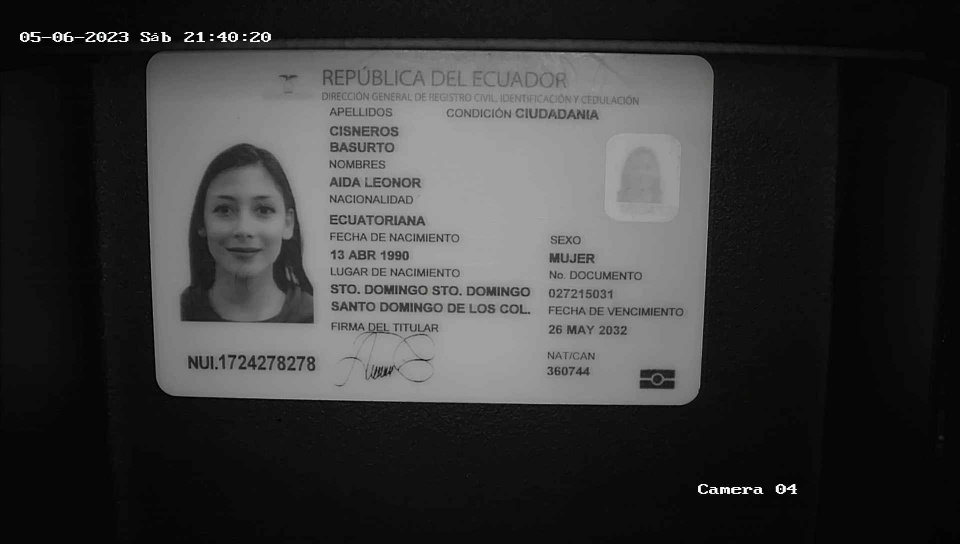 05-06-2023 Sáb 21:40:20
REPÚBLICA DEL ECUADOR
DIRECCIÓN GENERAL DE REGISTRO CIVIL, IDENTIFICACIÓN Y CEDULACIÓN
APELLIDOS CONDICIÓN CIUDADANIA
CISNEROS
BASURTO
NOMBRES
AIDA LEONOR
NACIONALIDAD
ECUATORIANA
FECHA DE NACIMIENTO
13 ABR 1990
LUGAR DE NACIMIENTO
STO. DOMINGO STO. DOMINGO
SANTO DOMINGO DE LOS COL.
FIRMA DEL TITULAR
SEXO
MUJER
No. DOCUMENTO
027215031
FECHA DE VENCIMIENTO
26 MAY 2032
NAT/CAN
360744
NUI.1724278278
Camera 04